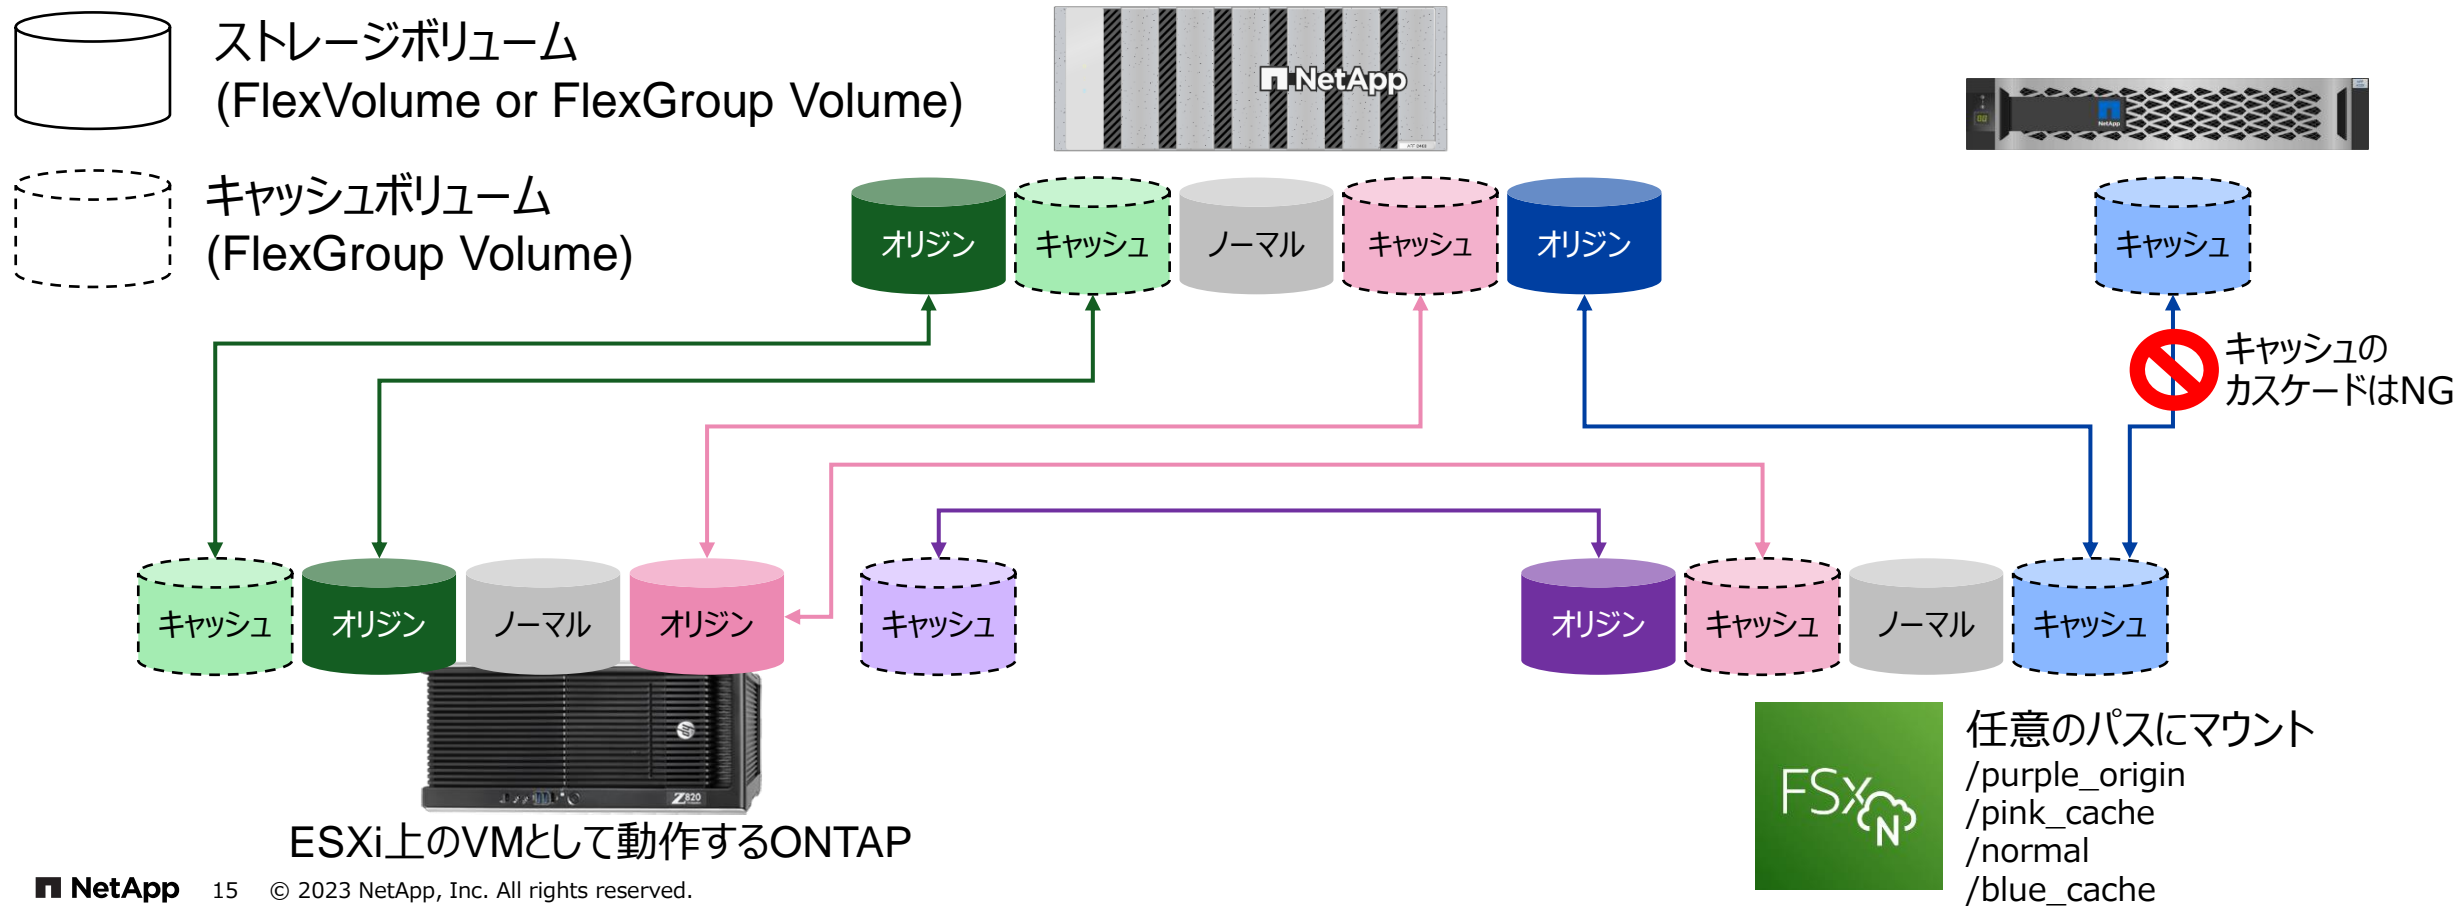 ストレージボリューム
(FlexVolume or FlexGroup Volume)
キャッシュボリューム
(FlexGroup Volume)
NetApp
NetApp
オリジン
キャッシュ
ノーマル
キャッシュ
オリジン
キャッシュ
キャッシュの
カスケードはNG
キャッシュ
オリジン
ノーマル
オリジン
キャッシュ
オリジン
キャッシュ
ノーマル
キャッシュ
hp
Z820
ESXi上のVMとして動作するONTAP
FSx
N
任意のパスにマウント
/purple_origin
/pink_cache
/normal
/blue_cache
NetApp 15 © 2023 NetApp, Inc. All rights reserved.